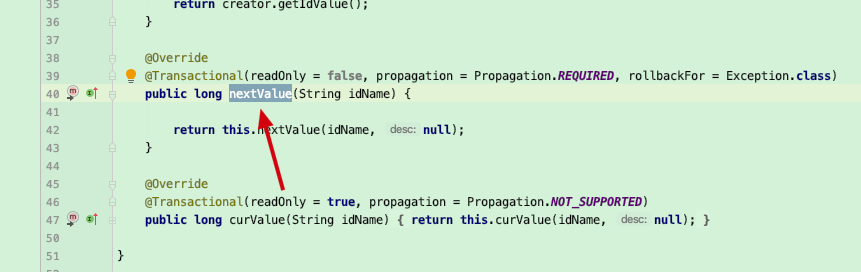 35 return creator.getIdValue();
36 }
37
38 @Override
39 @Transactional(readOnly = false, propagation = Propagation.REQUIRED, rollbackFor = Exception.class)
40 public long nextValue(String idName) {
41
42 return this.nextValue(idName, desc: null);
43 }
44
45 @Override
46 @Transactional(readOnly = true, propagation = Propagation.NOT_SUPPORTED)
47 public long curValue(String idName) { return this.curValue(idName, desc: null); }
50
51 }